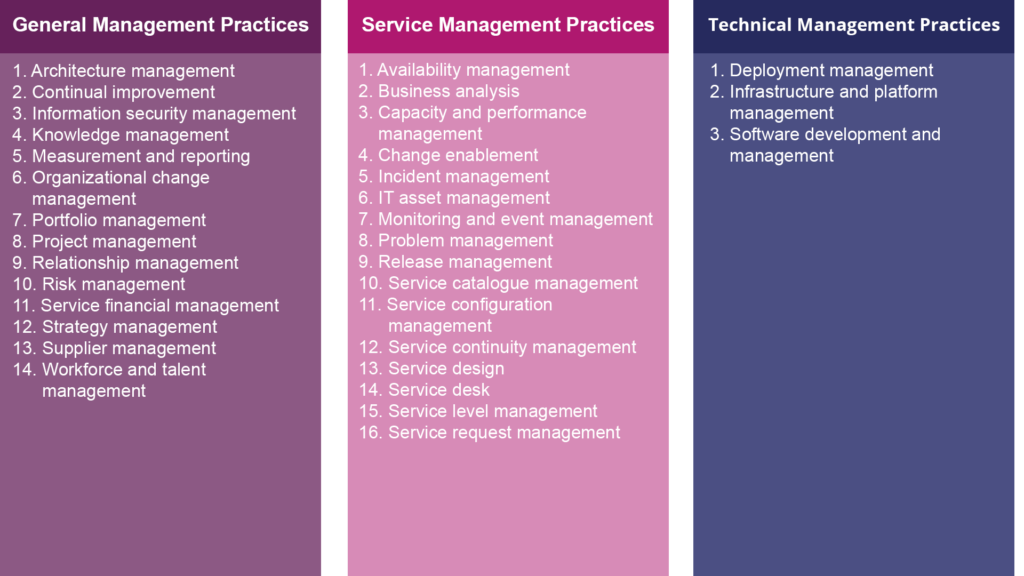 General Management Practices
1. Architecture management
2. Continual improvement
3. Information security management
4. Knowledge management
5. Measurement and reporting
6. Organizational change
management
7. Portfolio management
8. Project management
9. Relationship management
10. Risk management
11. Service financial management
12. Strategy management
13. Supplier management
14. Workforce and talent
management
Service Management Practices
1. Availability management
2. Business analysis
3. Capacity and performance
management
4. Change enablement
5. Incident management
6. IT asset management
7. Monitoring and event management
8. Problem management
9. Release management
10. Service catalogue management
11. Service configuration
management
12. Service continuity management
13. Service design
14. Service desk
15. Service level management
16. Service request management
Technical Management Practices
1. Deployment management
2. Infrastructure and platform
management
3. Software development and
management